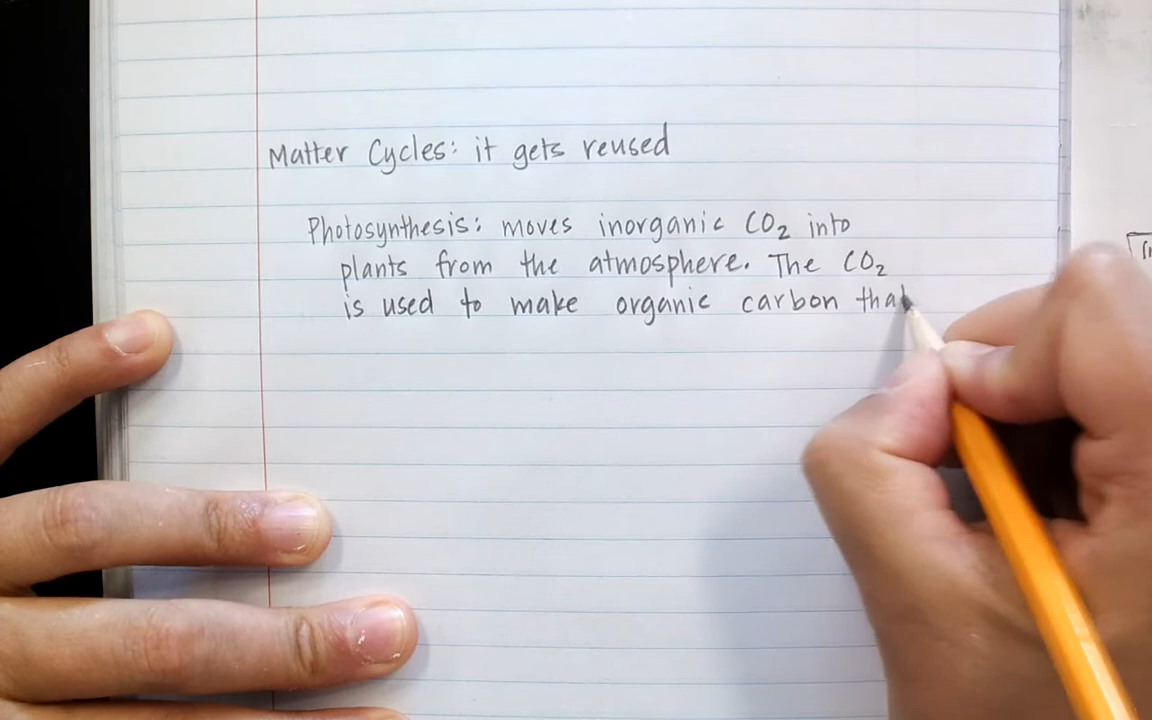 Matter Cycles: it gets reused
Photosynthesis: moves inorganic CO₂ into
plants from the atmosphere. The CO₂
is used to make organic carbon that